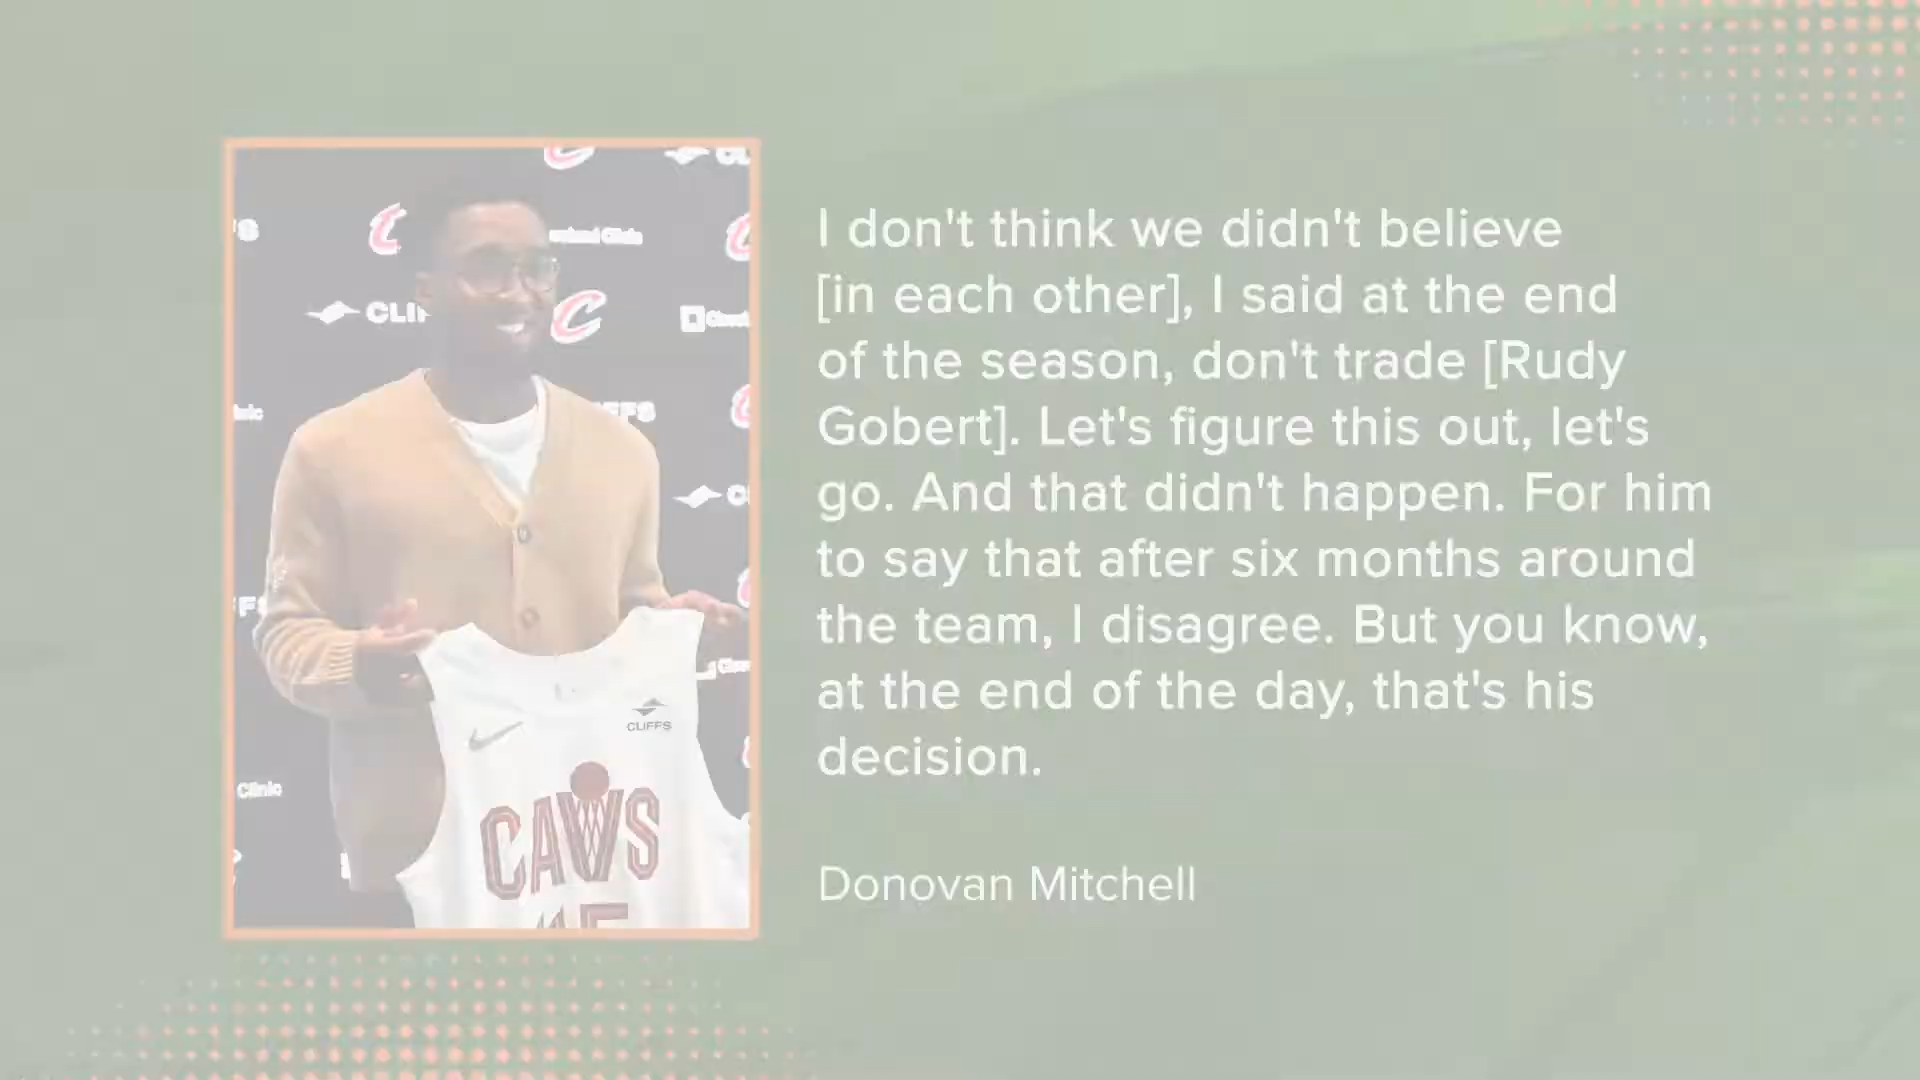 I don't think we didn't believe
[in each other], I said at the end
of the season, don't trade [Rudy
Gobert]. Let's figure this out, let's
go. And that didn't happen. For him
to say that after six months around
the team, I disagree. But you know,
at the end of the day, that's his
decision.
Donovan Mitchell
CLIFFS
CAVS
Clinic